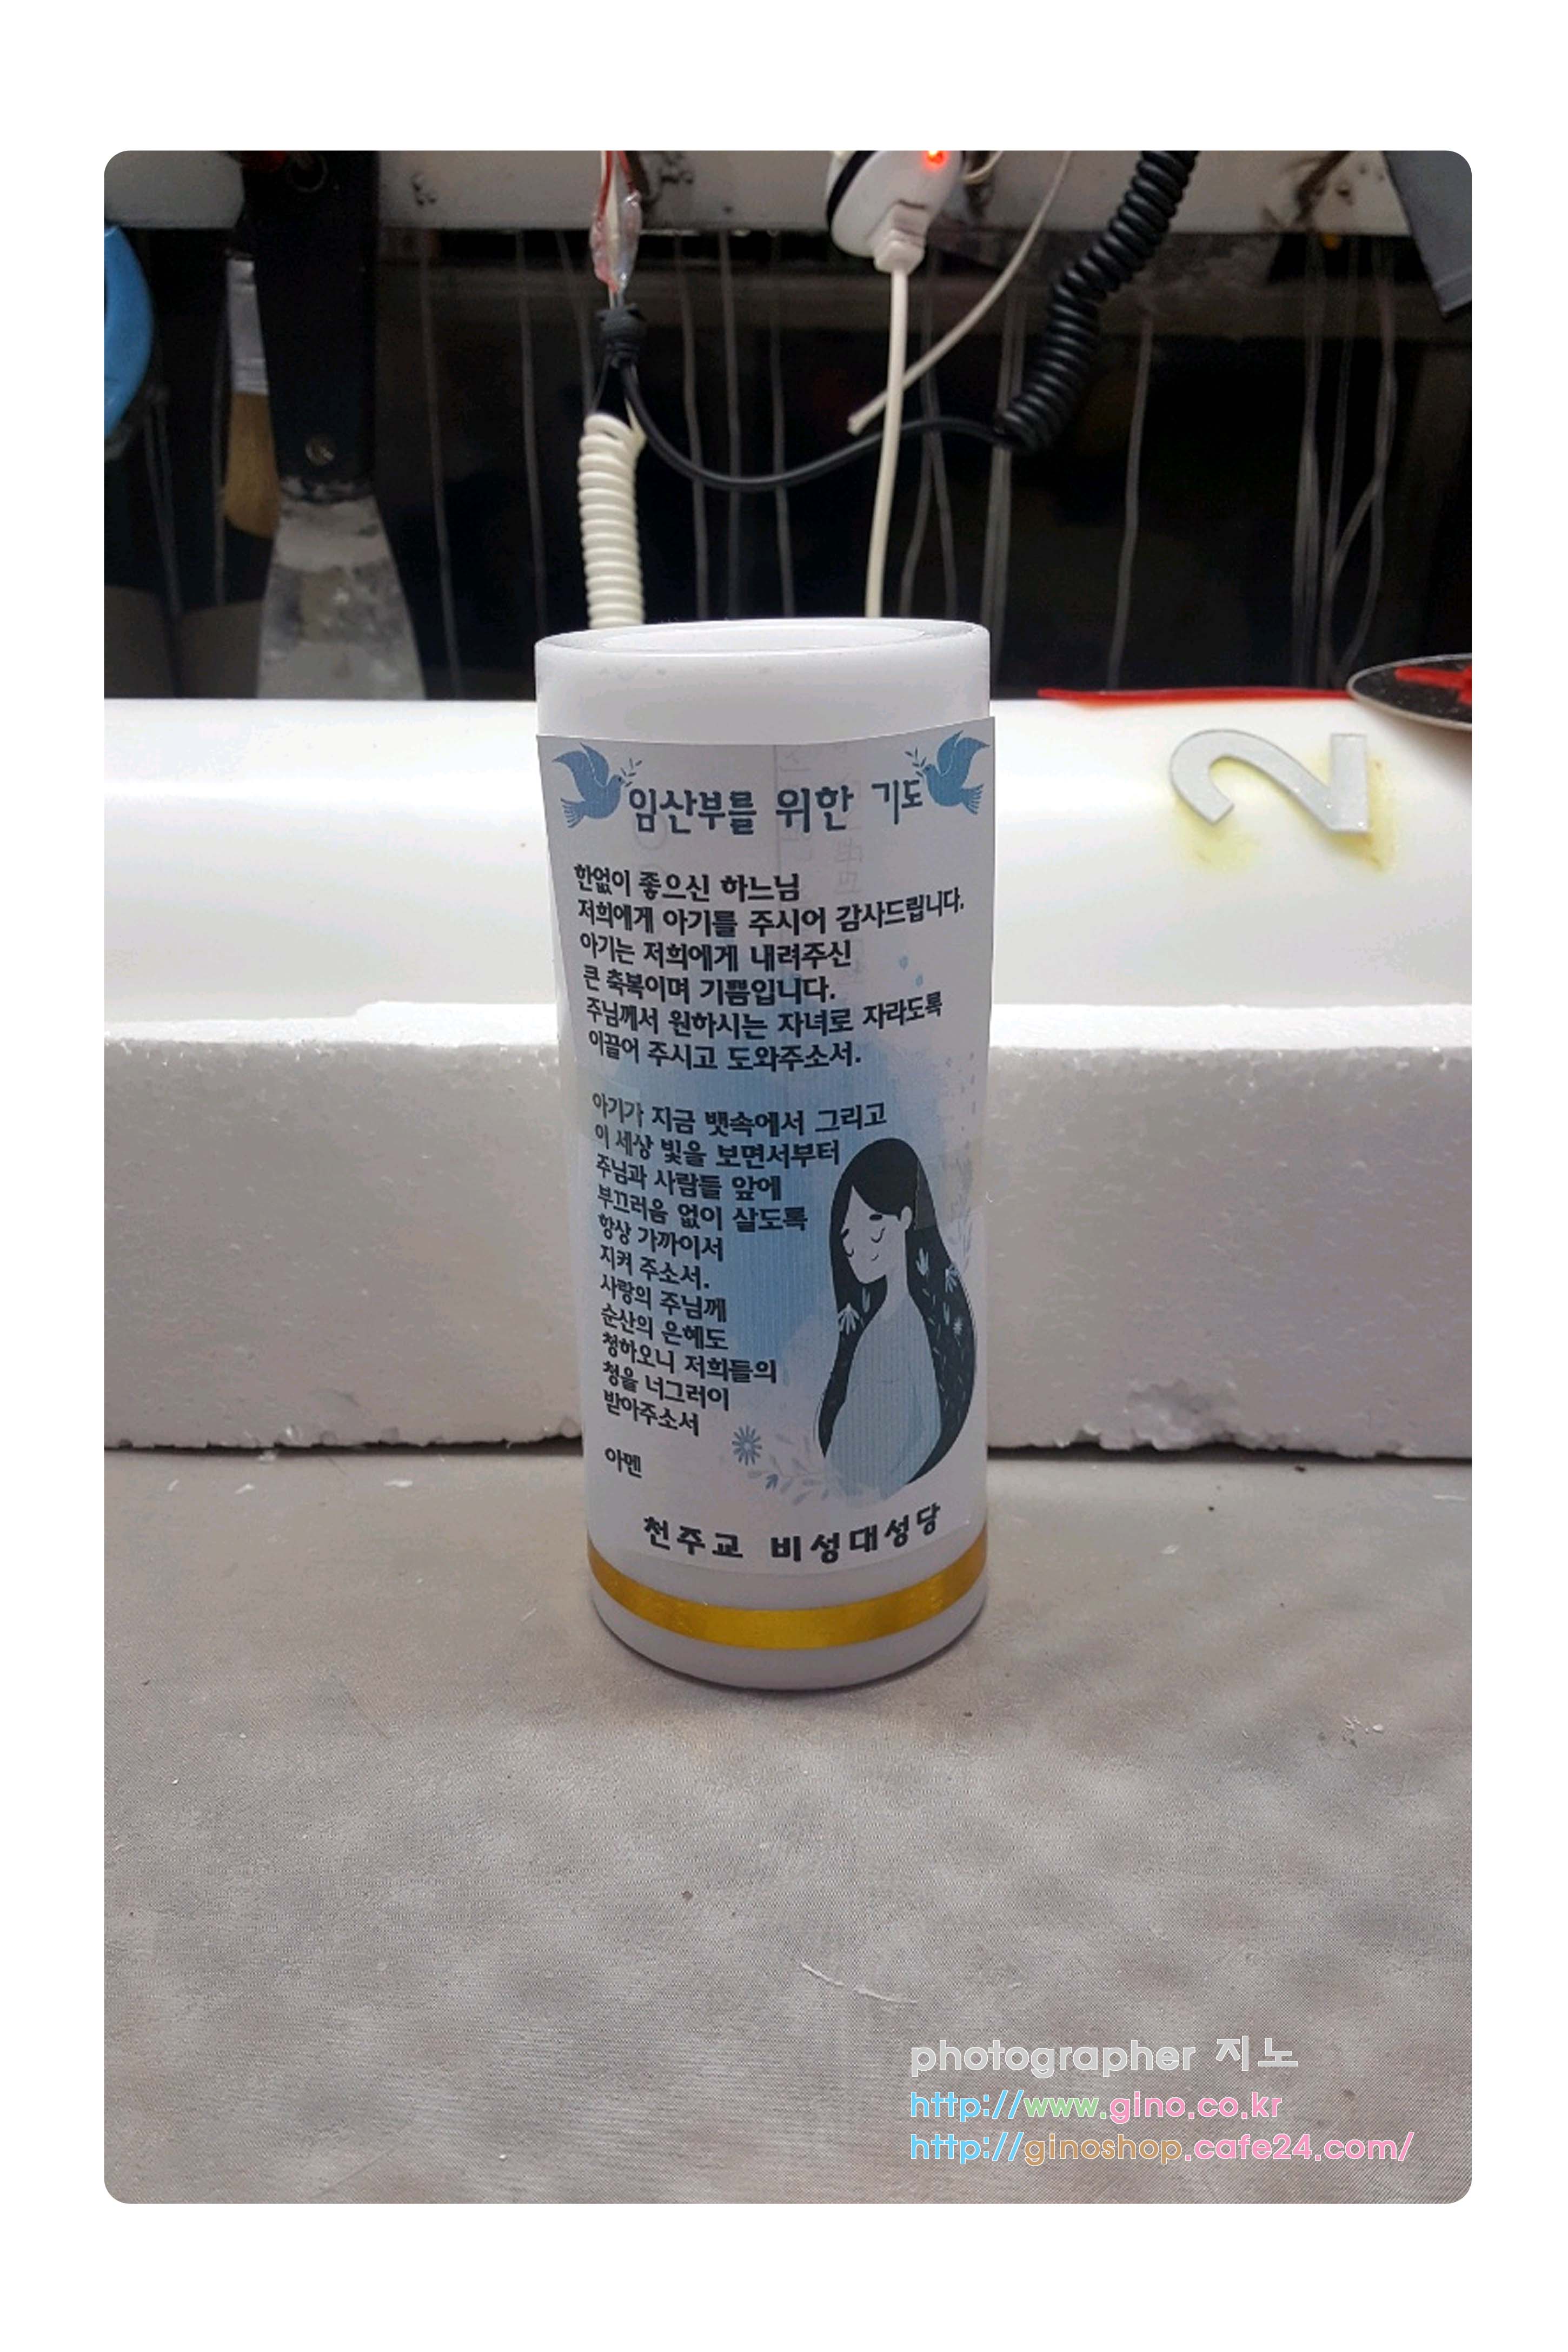 임산부를 위한 기도
한없이 좋으신 하느님
저희에게 아기를 주시어 감사드립니다.
아기는 저희에게 내려주신
큰 축복이며 기쁨입니다.
주님께서 원하시는 자녀로 자라도록
이끌어 주시고 도와주소서.
아기가 지금 뱃속에서 그리고
이 세상 빛을 보면서부터
주님과 사람들 앞에
부끄러움 없이 살도록
항상 가까이서
지켜 주소서.
사랑의 주님께
순산의 은혜도
청하오니 저희들의
청을 너그러이
받아주소서
아멘
천주교 비성대성당
2
photographer 지노
http://www.gino.co.kr
http://ginoshop.cafe24.com/